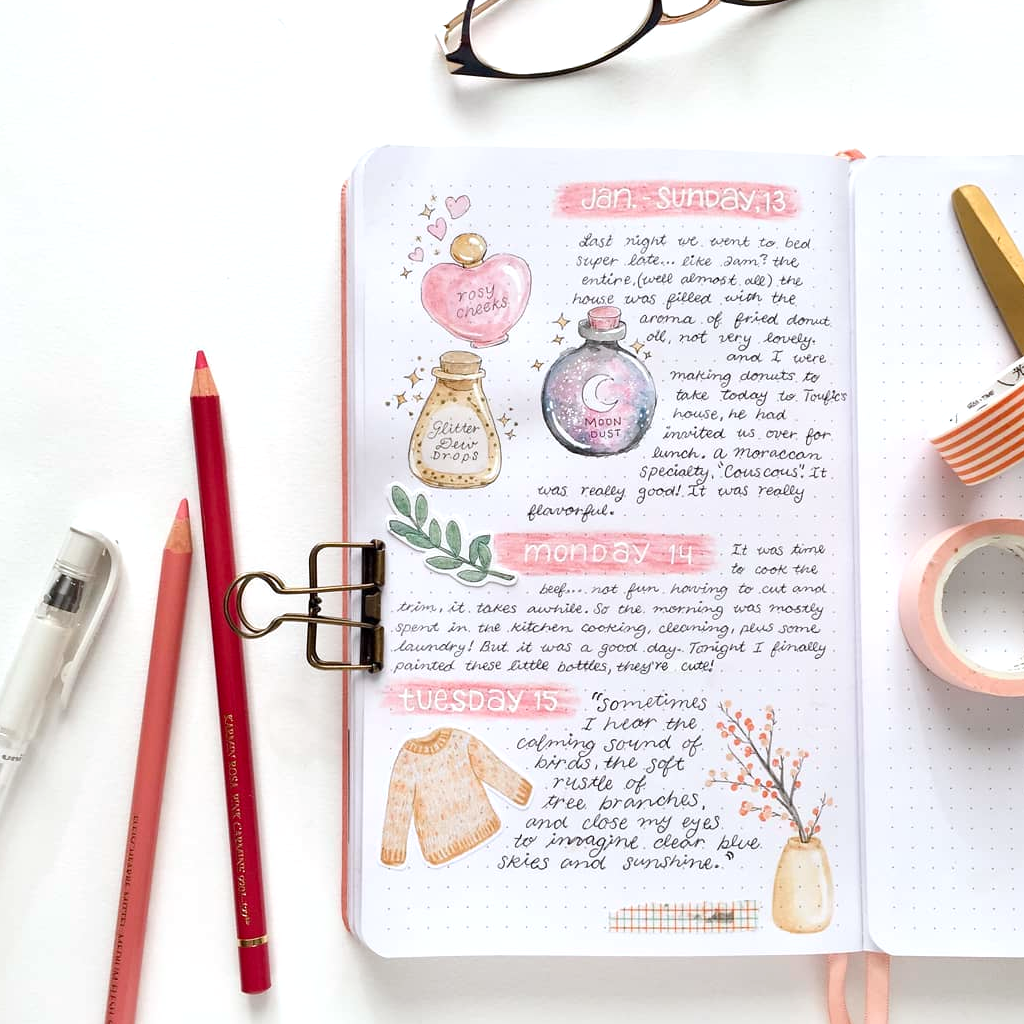 Jan. - Sunday, 13
Last night we went to bed
super late... like 2am? the
entire, (well almost all) the
house was filled with the
aroma of fried donut
oil, not very lovely.
and I were
making donuts to
take today to Toufic's
house, he had
invited us over for
lunch. a moroccan
specialty, "Couscous". It
was really good! It was really
flavorful.
rosy
cheeks
Glitter
Dew
Drops
MOON
DUST
monday 14
It was time
to cook the
beef... not fun having to cut and
trim, it takes awhile. So the morning was mostly
spent in the kitchen cooking, cleaning, plus some
laundry! But it was a good day. Tonight I finally
painted these little bottles, they're cute!
tuesday 15
"Sometimes
I hear the
calming sound of
birds, the soft
rustle of
tree branches,
and close my eyes
to imagine clear blue
skies and sunshine."